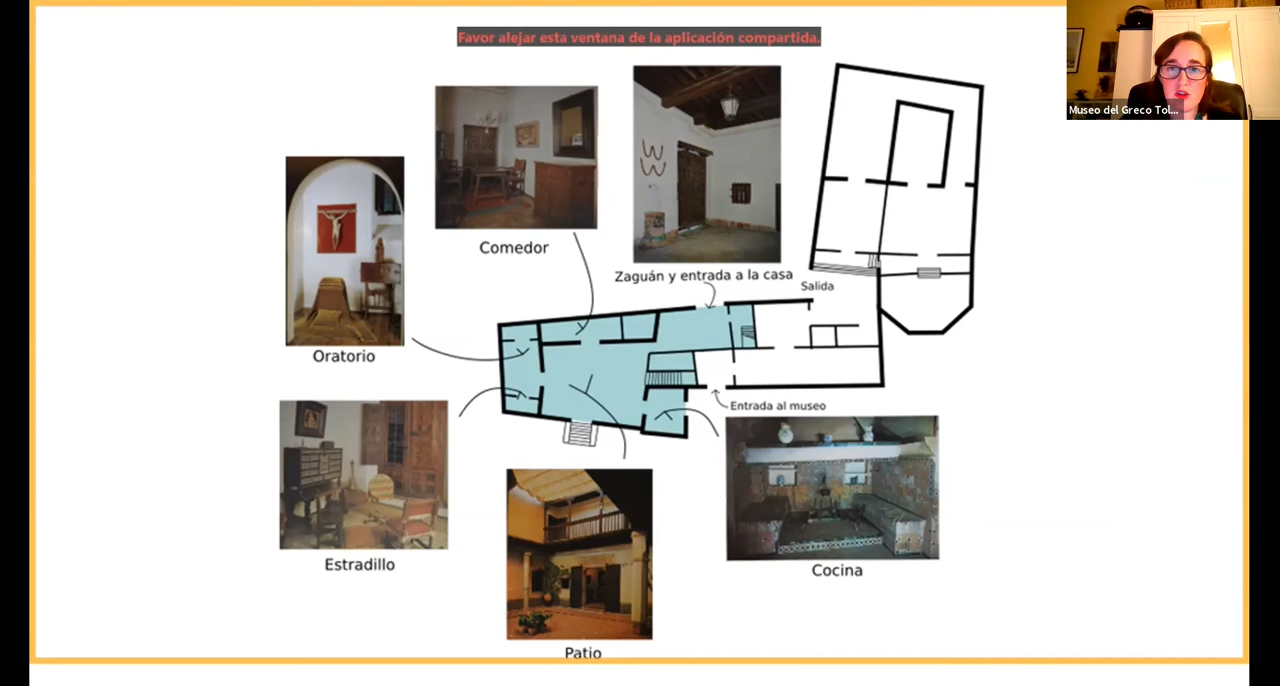 Favor alejar esta ventana de la aplicación compartida.
Museo del Greco Tol...
Comedor
Zaguán y entrada a la casa
Salida
Oratorio
Entrada al museo
Estradillo
Cocina
Patio